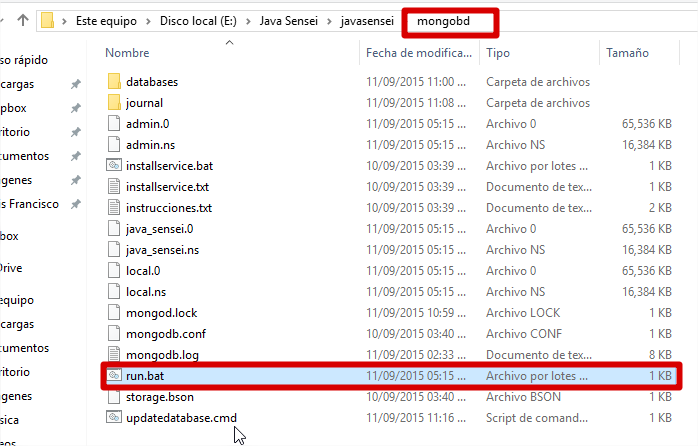 Este equipo > Disco local (E:) > Java Sensei > javasensei > mongobd
Nombre Fecha de modifica... Tipo Tamaño
so rápido
cargas
pbox
ritorio
cumentos
ágenes
is Francisco
box
Drive
cargas
cumentos
ritorio
ágenes
sica
databases 11/09/2015 11:00 ... Carpeta de archivos
journal 11/09/2015 11:08 ... Carpeta de archivos
admin.0 11/09/2015 05:15 ... Archivo 0 65,536 KB
admin.ns 11/09/2015 05:15 ... Archivo NS 16,384 KB
installservice.bat 10/09/2015 03:39 ... Archivo por lotes ... 1 KB
installservice.txt 10/09/2015 03:39 ... Documento de tex... 1 KB
instrucciones.txt 10/09/2015 03:39 ... Documento de tex... 2 KB
java_sensei.0 11/09/2015 05:15 ... Archivo 0 65,536 KB
java_sensei.ns 11/09/2015 05:15 ... Archivo NS 16,384 KB
local.0 11/09/2015 05:15 ... Archivo 0 65,536 KB
local.ns 11/09/2015 05:15 ... Archivo NS 16,384 KB
mongod.lock 11/09/2015 10:59 ... Archivo LOCK 1 KB
mongodb.conf 10/09/2015 03:40 ... Archivo CONF 1 KB
mongodb.log 11/09/2015 02:33 ... Documento de tex... 8 KB
run.bat 11/09/2015 05:15 ... Archivo por lotes ... 1 KB
storage.bson 10/09/2015 03:40 ... Archivo BSON 1 KB
updatedatabase.cmd 11/09/2015 11:16 ... Script de coman... 1 KB